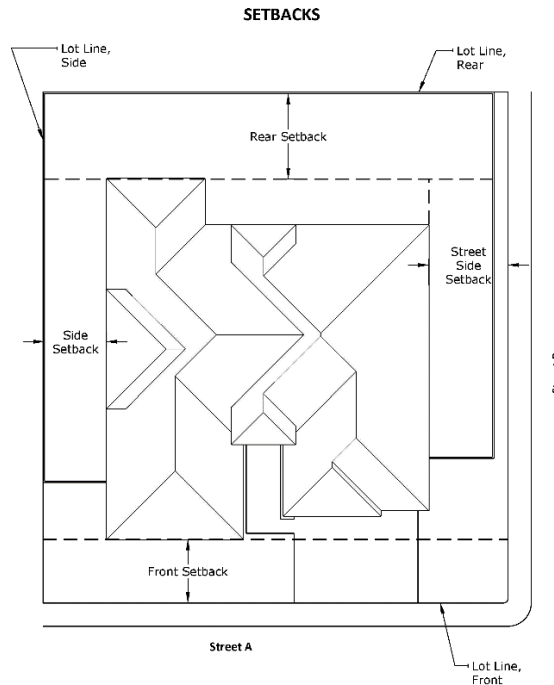 SETBACKS
Lot Line,
Side
Lot Line,
Rear
Rear Setback
Street
Side
Setback
Side
Setback
Front Setback
Street A
Lot Line,
Front